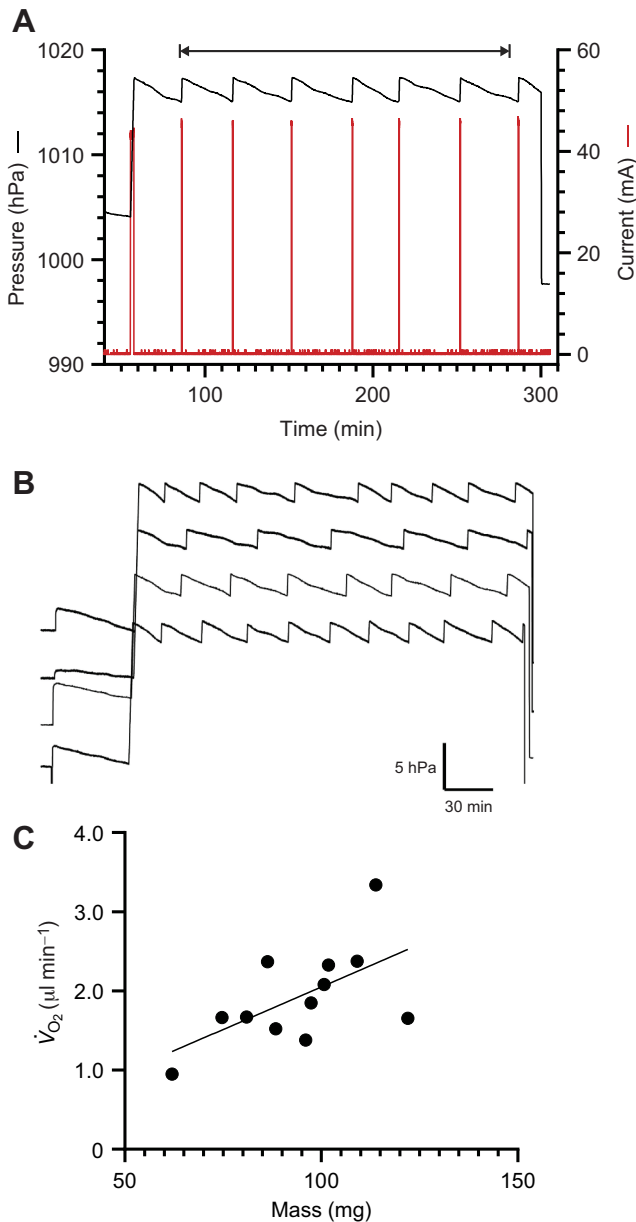 A
1020
1010
1000
990
Pressure (hPa) —
60
40
20
0
Current (mA) —
100
200
300
Time (min)
B
5 hPa
30 min
C
4.0
3.0
2.0
1.0
0
V̇O₂ (µl min⁻¹)
50
100
150
Mass (mg)